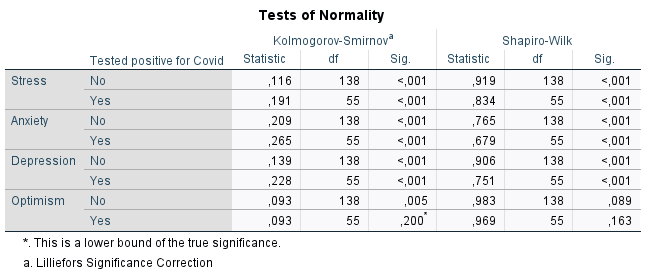 Tests of Normality
Kolmogorov-Smirnovᵃ Shapiro-Wilk
Tested positive for Covid Statistic df Sig. Statistic df Sig.
Stress No ,116 138 <,001 ,919 138 <,001
Yes ,191 55 <,001 ,834 55 <,001
Anxiety No ,209 138 <,001 ,765 138 <,001
Yes ,265 55 <,001 ,679 55 <,001
Depression No ,139 138 <,001 ,906 138 <,001
Yes ,228 55 <,001 ,751 55 <,001
Optimism No ,093 138 ,005 ,983 138 ,089
Yes ,093 55 ,200* ,969 55 ,163
*. This is a lower bound of the true significance.
a. Lilliefors Significance Correction